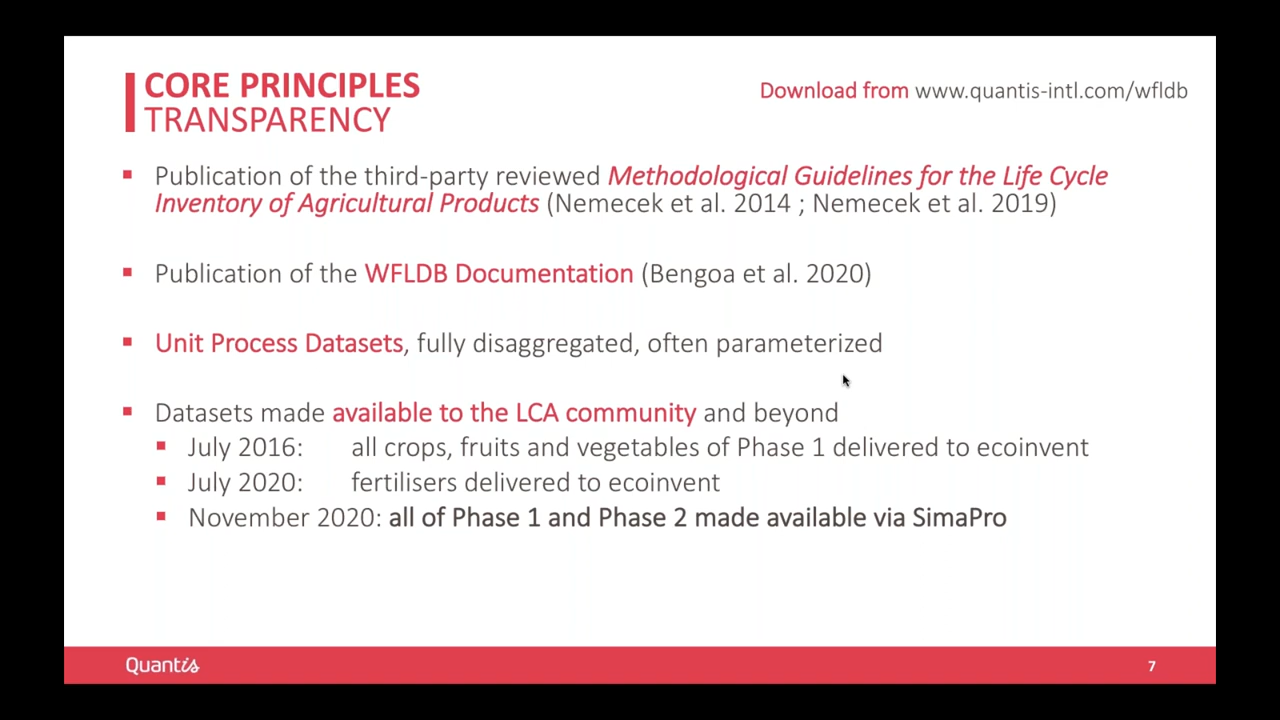 CORE PRINCIPLES
TRANSPARENCY
Download from www.quantis-intl.com/wfldb
▪ Publication of the third-party reviewed Methodological Guidelines for the Life Cycle
Inventory of Agricultural Products (Nemecek et al. 2014 ; Nemecek et al. 2019)
▪ Publication of the WFLDB Documentation (Bengoa et al. 2020)
▪ Unit Process Datasets, fully disaggregated, often parameterized
▪ Datasets made available to the LCA community and beyond
▪ July 2016: all crops, fruits and vegetables of Phase 1 delivered to ecoinvent
▪ July 2020: fertilisers delivered to ecoinvent
▪ November 2020: all of Phase 1 and Phase 2 made available via SimaPro
Quantis
7